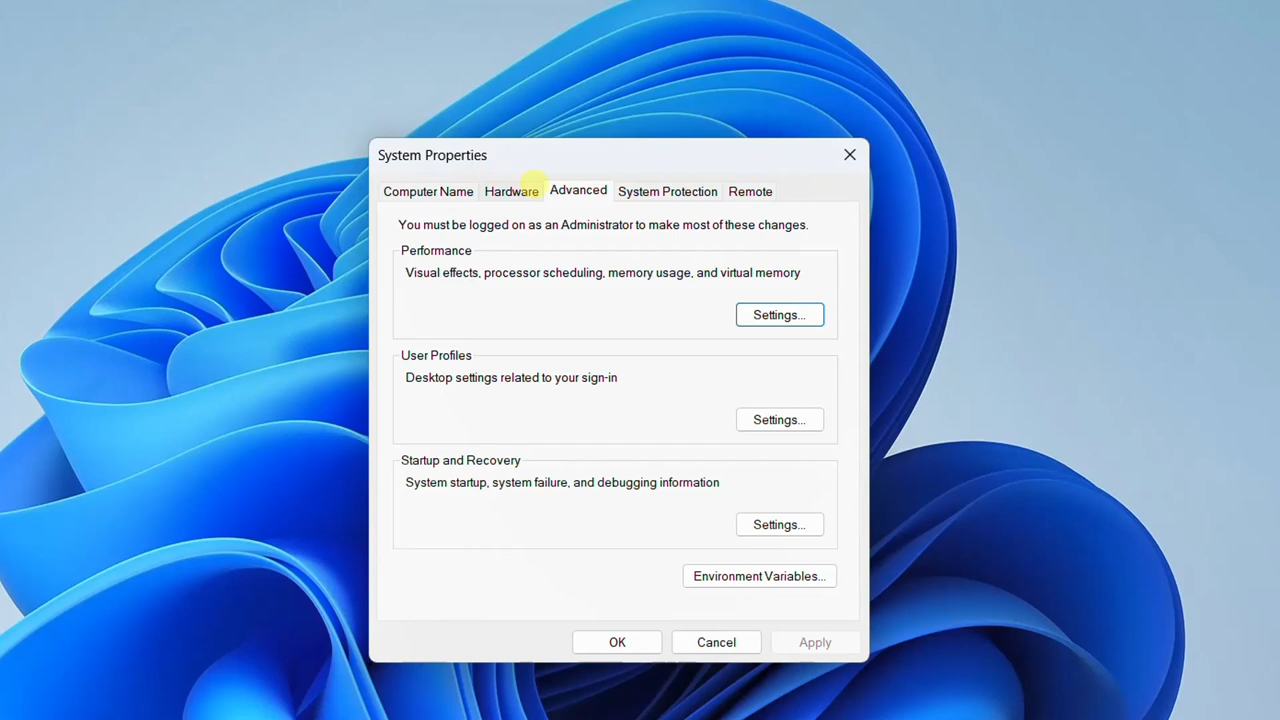 System Properties
Computer Name Hardware Advanced System Protection Remote
You must be logged on as an Administrator to make most of these changes.
Performance
Visual effects, processor scheduling, memory usage, and virtual memory
Settings...
User Profiles
Desktop settings related to your sign-in
Settings...
Startup and Recovery
System startup, system failure, and debugging information
Settings...
Environment Variables...
OK Cancel Apply